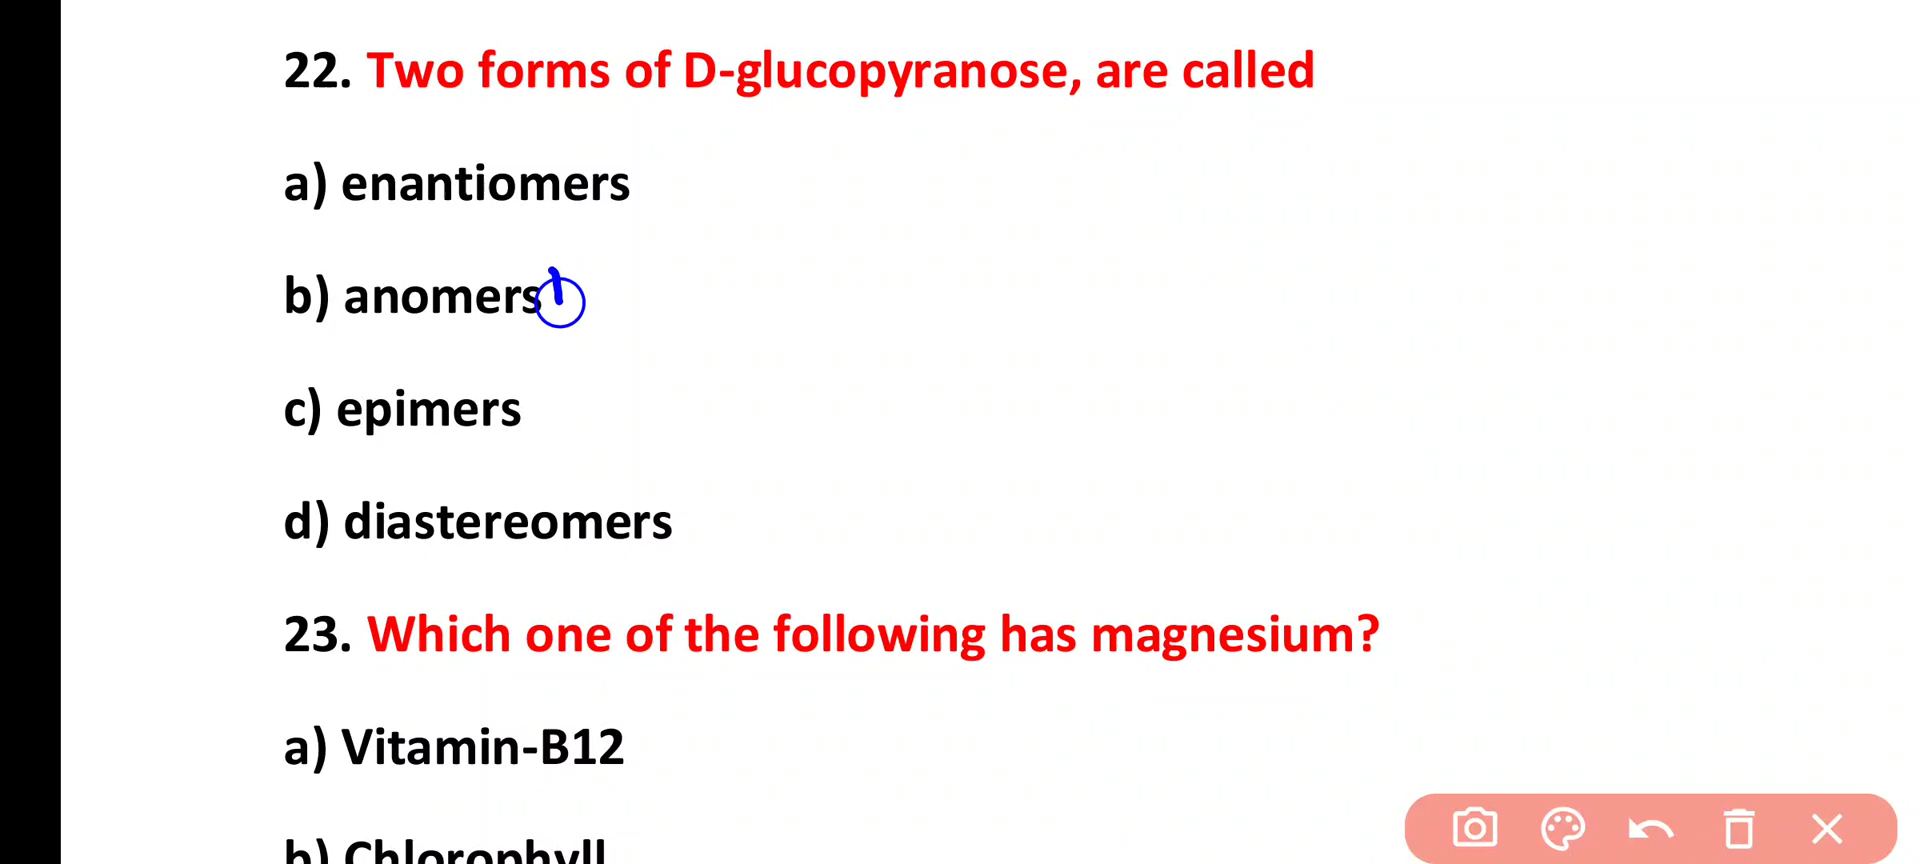 22. Two forms of D-glucopyranose, are called
a) enantiomers
b) anomers
c) epimers
d) diastereomers
23. Which one of the following has magnesium?
a) Vitamin-B12
b) Chlorophyll